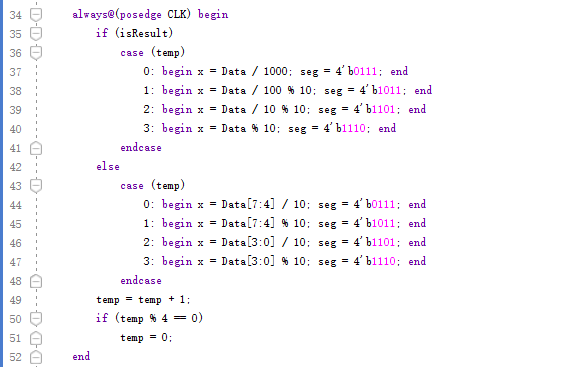 34 always@(posedge CLK) begin
35 if (isResult)
36 case (temp)
37 0: begin x = Data / 1000; seg = 4'b0111; end
38 1: begin x = Data / 100 % 10; seg = 4'b1011; end
39 2: begin x = Data / 10 % 10; seg = 4'b1101; end
40 3: begin x = Data % 10; seg = 4'b1110; end
41 endcase
42 else
43 case (temp)
44 0: begin x = Data[7:4] / 10; seg = 4'b0111; end
45 1: begin x = Data[7:4] % 10; seg = 4'b1011; end
46 2: begin x = Data[3:0] / 10; seg = 4'b1101; end
47 3: begin x = Data[3:0] % 10; seg = 4'b1110; end
48 endcase
49 temp = temp + 1;
50 if (temp % 4 == 0)
51 temp = 0;
52 end